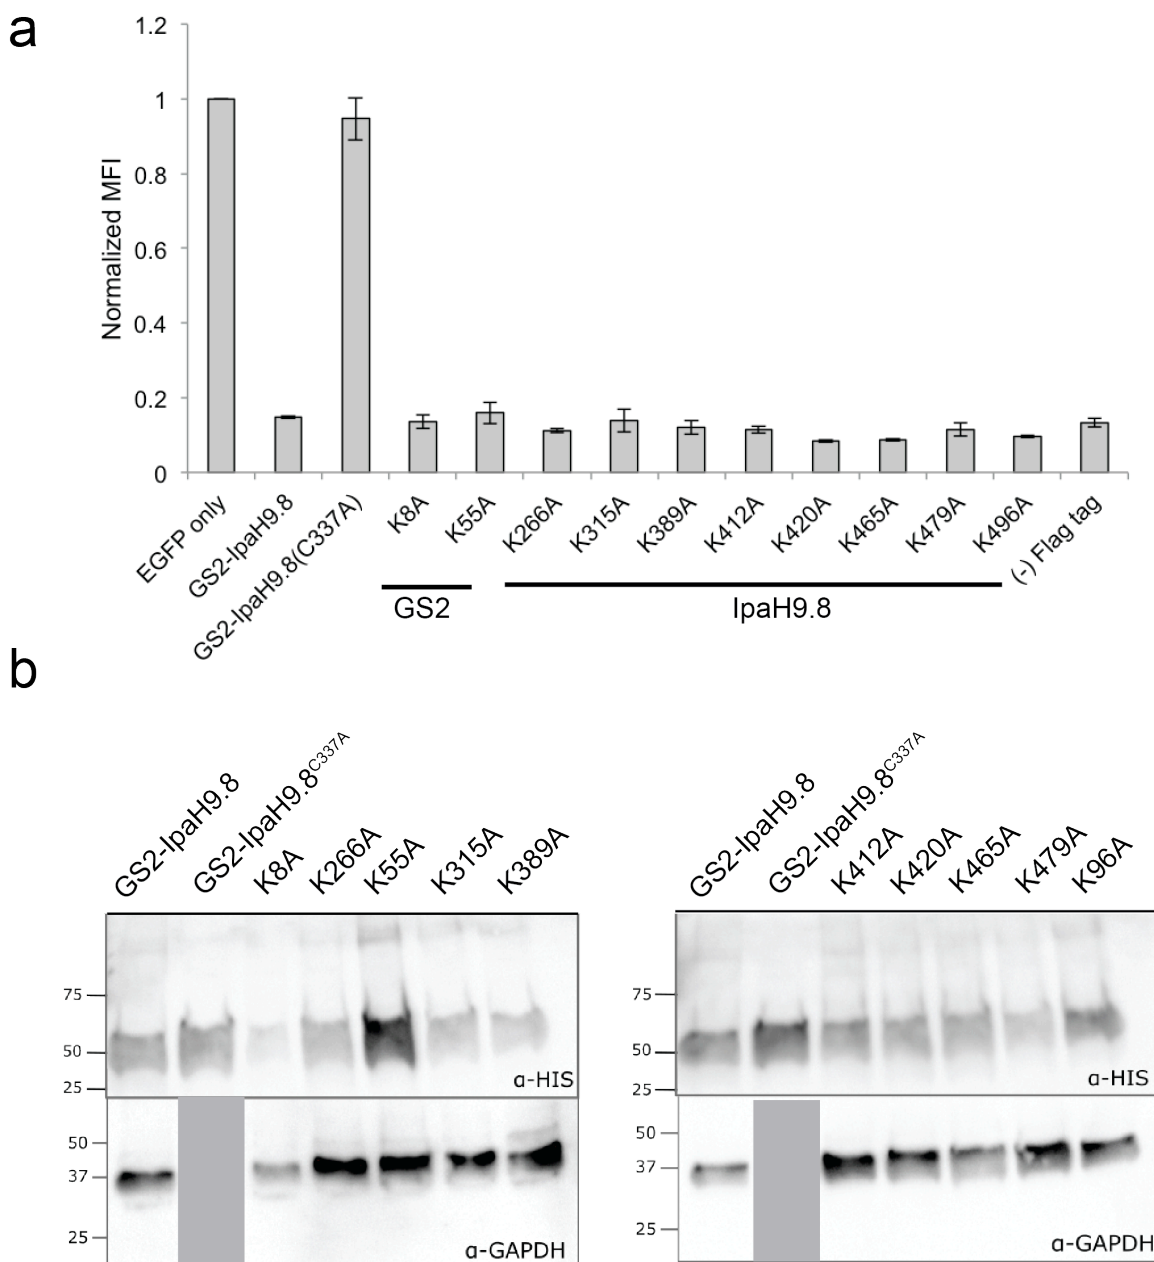 a
Normalized MFI
1.2
1
0.8
0.6
0.4
0.2
0
EGFP only
GS2-IpaH9.8
GS2-IpaH9.8(C337A)
K8A
K55A
K266A
K315A
K389A
K412A
K420A
K465A
K479A
K496A
(-) Flag tag
GS2
IpaH9.8
b
GS2-IpaH9.8
GS2-IpaH9.8C337A
K8A
K266A
K55A
K315A
K389A
75
50
25
α-HIS
50
37
25
α-GAPDH
GS2-IpaH9.8
GS2-IpaH9.8C337A
K412A
K420A
K465A
K479A
K96A
75
50
25
α-HIS
50
37
25
α-GAPDH